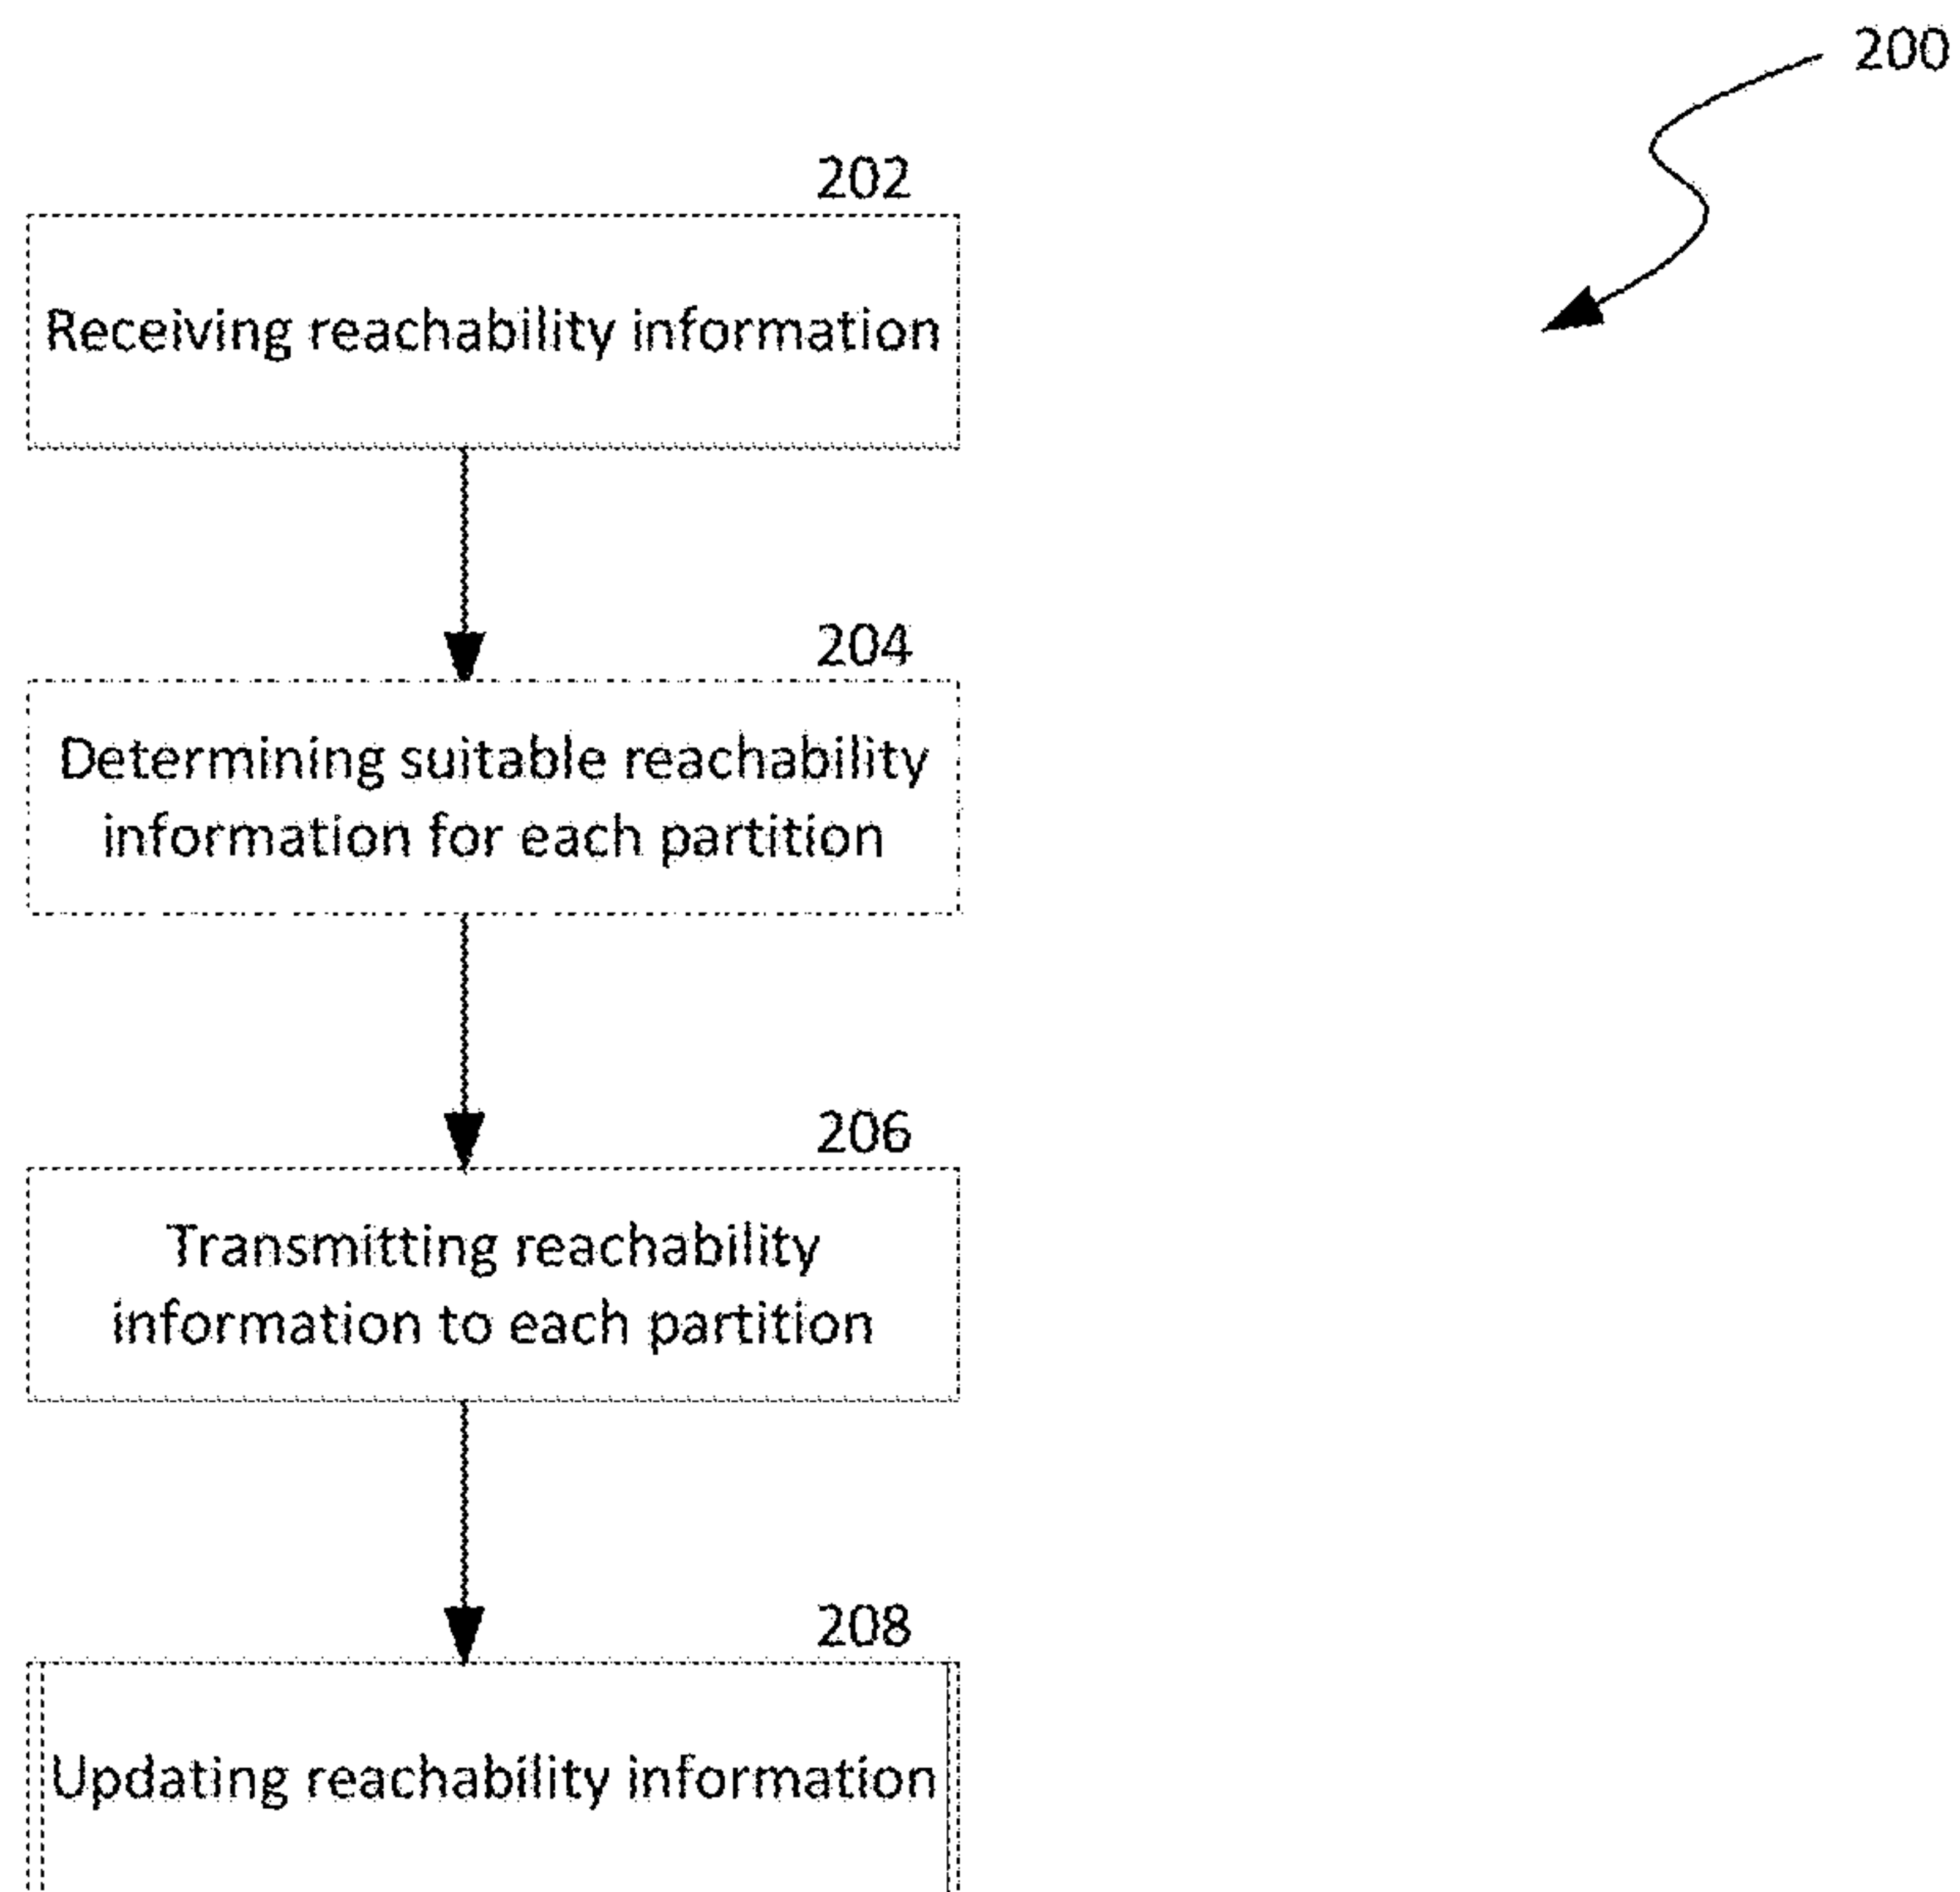 200
202
Receiving reachability information
204
Determining suitable reachability
information for each partition
206
Transmitting reachability
information to each partition
208
Updating reachability information